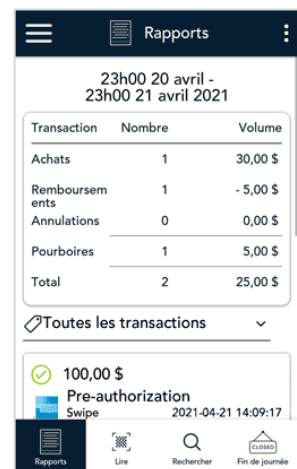 Rapports
23h00 20 avril -
23h00 21 avril 2021
Transaction Nombre Volume
Achats 1 30,00 $
Remboursem
ents 1 - 5,00 $
Annulations 0 0,00 $
Pourboires 1 5,00 $
Total 2 25,00 $
Toutes les transactions
100,00 $
Pre-authorization
Swipe 2021-04-21 14:09:17
Rapports Lire Rechercher Fin de journée
CLOSED